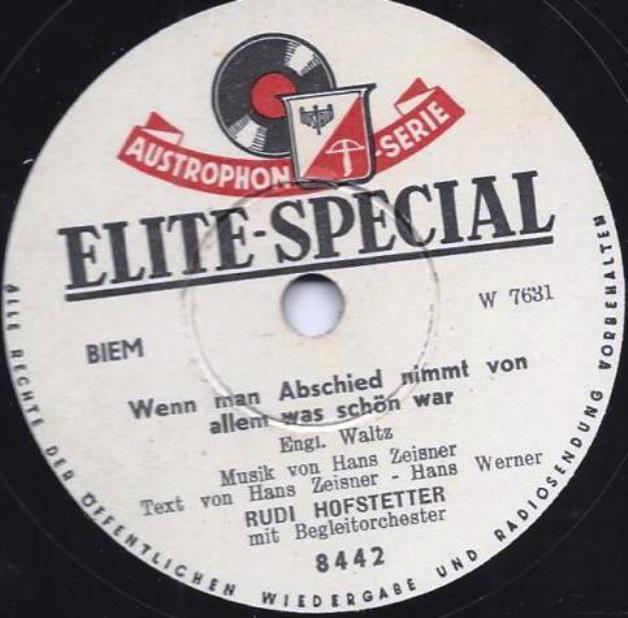 AUSTROPHON -SERIE
ELITE-SPECIAL
W 7631
BIEM
Wenn man Abschied nimmt von
allem was schön war
Engl. Waltz
Musik von Hans Zeisner
Text von Hans Zeisner - Hans Werner
RUDI HOFSTETTER
mit Begleitorchester
8442
ALLE RECHTE DER ÖFFENTLICHEN WIEDERGABE UND RADIOSENDUNG VORBEHALTEN